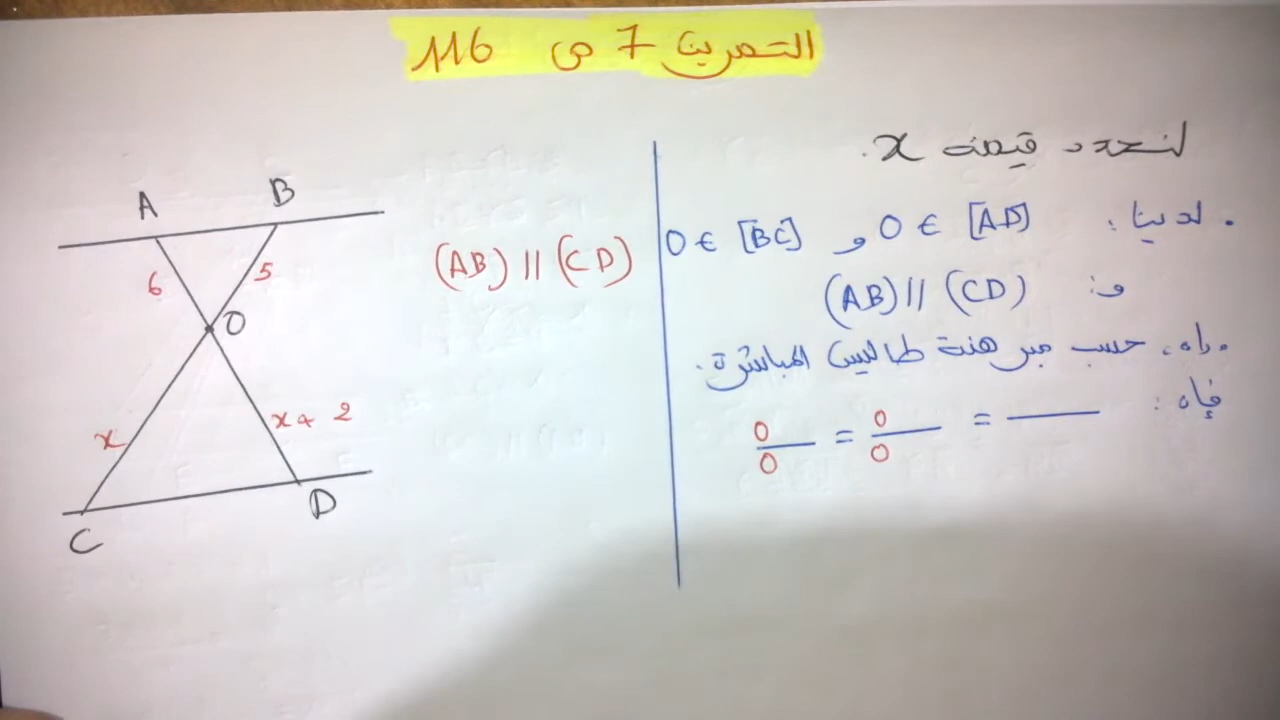 التمرين 7 ص 116
لنحدد قيمة x.
• لدينا: O ∈ [AD] و O ∈ [BC]
و: (AB) // (CD)
• إذن، حسب مبرهنة طاليس المباشرة.
فإن:
O/O = O/O =
A
B
6
5
O
(AB) // (CD)
x
x + 2
C
D